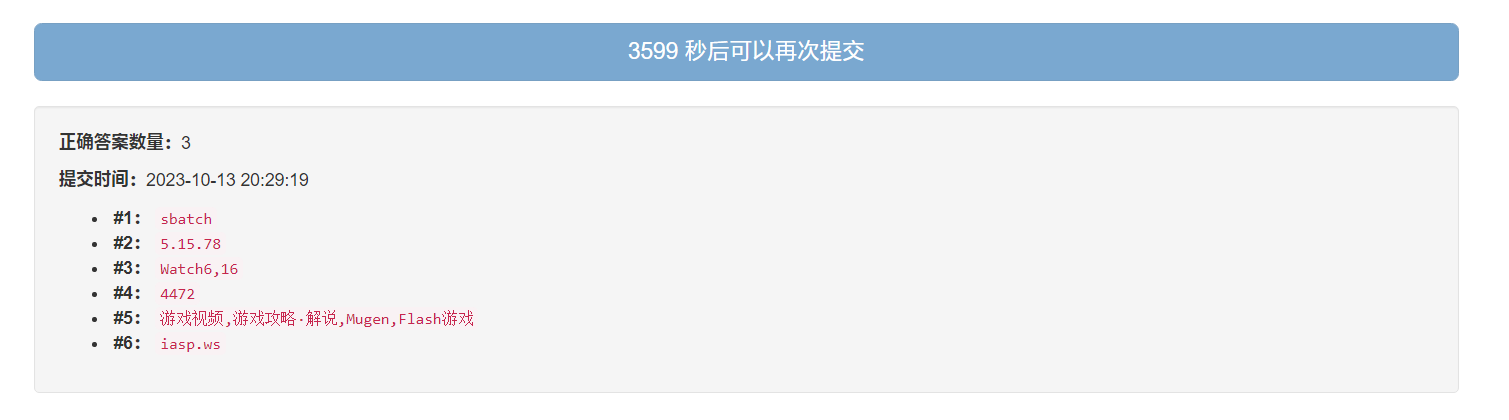 3599 秒后可以再次提交
正确答案数量：3
提交时间：2023-10-13 20:29:19
#1： sbatch
#2： 5.15.78
#3： Watch6,16
#4： 4472
#5： 游戏视频,游戏攻略·解说,Mugen,Flash游戏
#6： iasp.ws